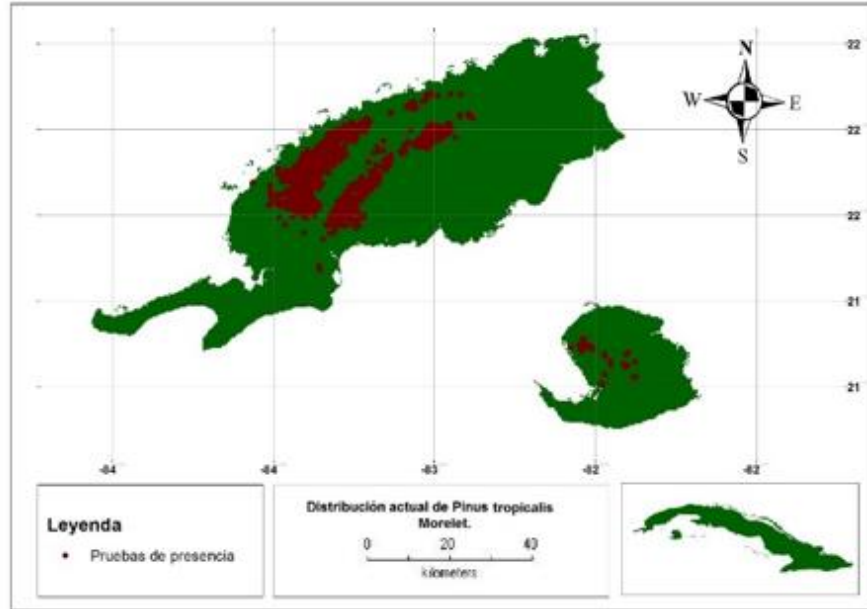 N
W E
S
22
22
22
21
21
-84 -84 -83 -82 -82
Leyenda
Pruebas de presencia
Distribución actual de Pinus tropicalis
Morelet.
0 20 40
kilometers